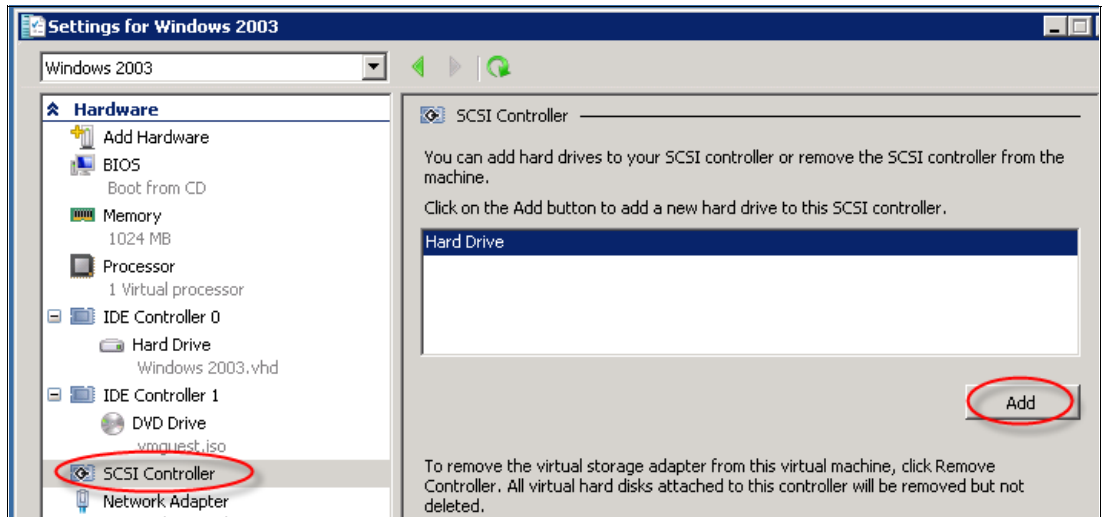 Settings for Windows 2003
Windows 2003
Hardware
Add Hardware
BIOS
Boot from CD
Memory
1024 MB
Processor
1 Virtual processor
IDE Controller 0
Hard Drive
Windows 2003.vhd
IDE Controller 1
DVD Drive
vmguest.iso
SCSI Controller
Network Adapter
SCSI Controller
You can add hard drives to your SCSI controller or remove the SCSI controller from the
machine.
Click on the Add button to add a new hard drive to this SCSI controller.
Hard Drive
Add
To remove the virtual storage adapter from this virtual machine, click Remove
Controller. All virtual hard disks attached to this controller will be removed but not
deleted.